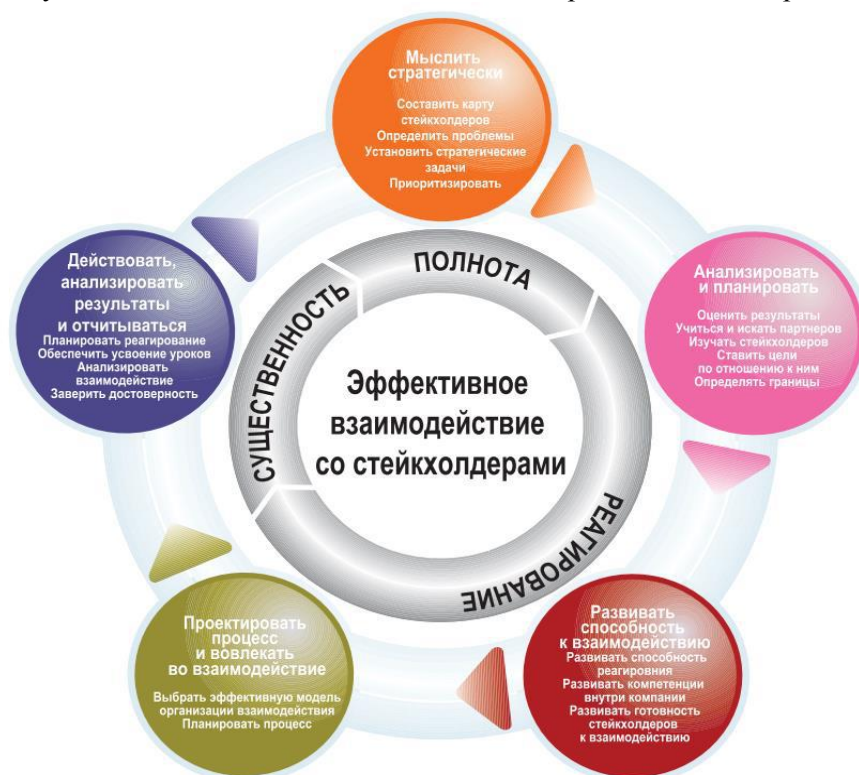 Мыслить
стратегически
Составить карту
стейкхолдеров
Определить проблемы
Установить стратегические
задачи
Приоритизировать
Анализировать
и планировать
Оценить результаты
Учиться и искать партнеров
Изучать стейкхолдеров
Ставить цели
по отношению к ним
Определять границы
Развивать
способность
к взаимодействию
Развивать способность
реагировния
Развивать компетенции
внутри компании
Развивать готовность
стейкхолдеров
к взаимодействию
Проектировать
процесс
и вовлекать
во взаимодействие
Выбрать эффективную модель
организации взаимодействия
Планировать процесс
Действовать,
анализировать
результаты
и отчитываться
Планировать реагирование
Обеспечить усвоение уроков
Анализировать
взаимодействие
Заверить достоверность
СУЩЕСТВЕННОСТЬ
ПОЛНОТА
РЕАГИРОВАНИЕ
Эффективное
взаимодействие
со стейкхолдерами